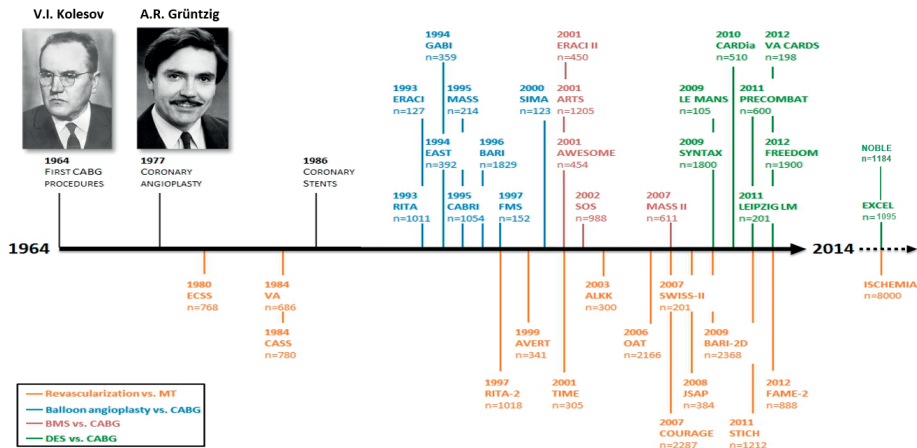 V.I. Kolesov
A.R. Grüntzig
1964
FIRST CABG
PROCEDURES
1977
CORONARY
ANGIOPLASTY
1986
CORONARY
STENTS
1993
ERACI
n=127
1993
RITA
n=1011
1994
GABI
n=359
1994
EAST
n=392
1995
MASS
n=214
1995
CABRI
n=1054
1996
BARI
n=1829
1997
FMS
n=152
2000
SIMA
n=123
2001
ERACI II
n=450
2001
ARTS
n=1205
2001
AWESOME
n=454
2002
SOS
n=988
2007
MASS II
n=611
2009
LE MANS
n=105
2009
SYNTAX
n=1800
2010
CARDia
n=510
2011
PRECOMBAT
n=600
2011
LEIPZIG LM
n=201
2012
VA CARDS
n=198
2012
FREEDOM
n=1900
NOBLE
n=1184
EXCEL
n=1095
1964
2014
1980
ECSS
n=768
1984
VA
n=686
1984
CASS
n=780
1997
RITA-2
n=1018
1999
AVERT
n=341
2001
TIME
n=305
2003
ALKK
n=300
2006
OAT
n=2166
2007
SWISS-II
n=201
2007
COURAGE
n=2287
2008
JSAP
n=384
2009
BARI-2D
n=2368
2011
STICH
n=1212
2012
FAME-2
n=888
ISCHEMIA
n=8000
Revascularization vs. MT
Balloon angioplasty vs. CABG
BMS vs. CABG
DES vs. CABG